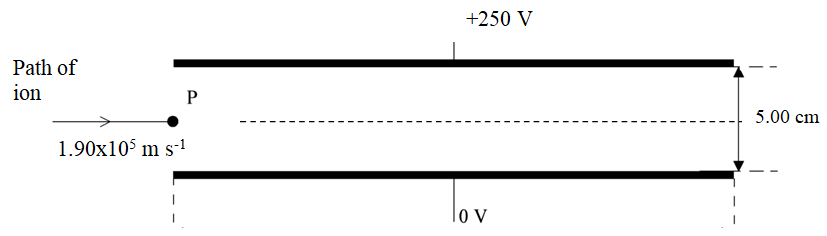 +250 V
Path of
ion
P
5.00 cm
1.90x10⁵ m s⁻¹
0 V